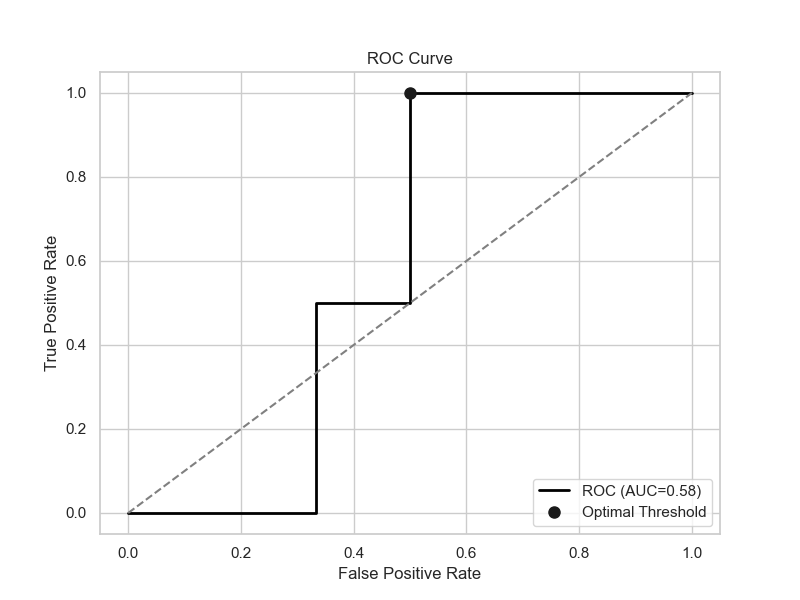 ROC Curve
1.0
0.8
0.6
0.4
0.2
0.0
True Positive Rate
0.0 0.2 0.4 0.6 0.8 1.0
False Positive Rate
ROC (AUC=0.58)
Optimal Threshold